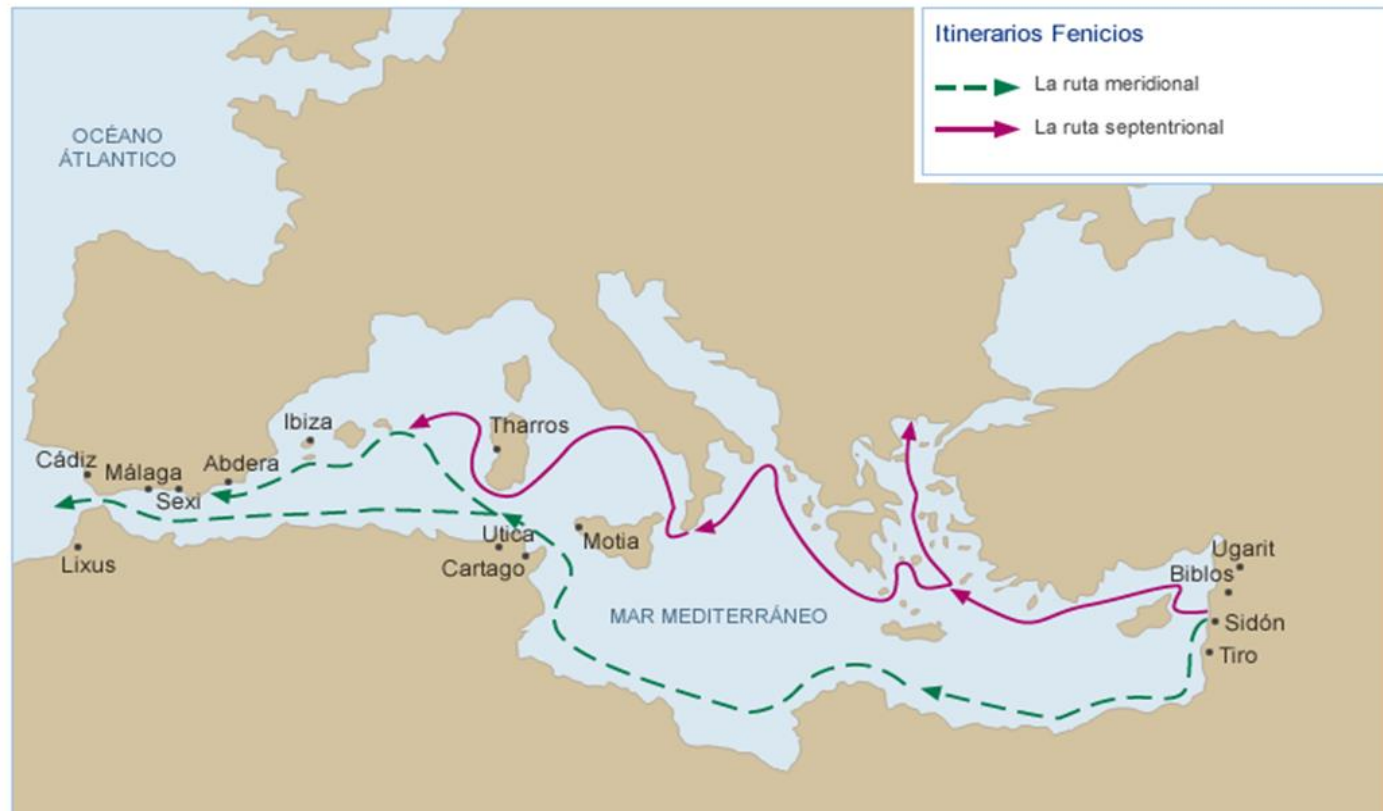 Itinerarios Fenicios
La ruta meridional
La ruta septentrional
OCÉANO
ÁTLANTICO
Ibiza
Tharros
Cádiz
Málaga
Abdera
Sexi
Lixus
Utica
Cartago
Motia
MAR MEDITERRÁNEO
Ugarit
Biblos
Sidón
Tiro